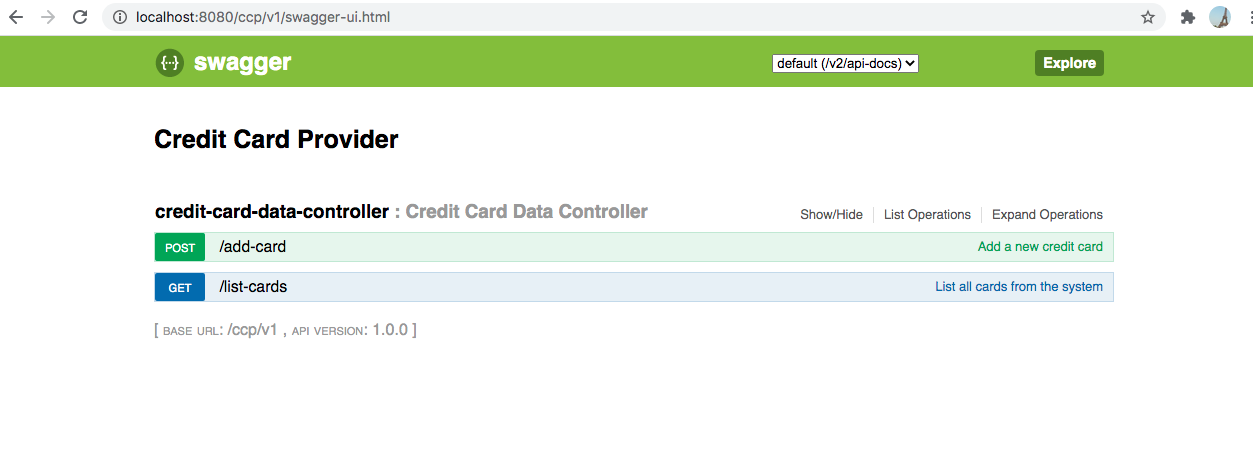 localhost:8080/ccp/v1/swagger-ui.html
{··} swagger default (/v2/api-docs) Explore
Credit Card Provider
credit-card-data-controller : Credit Card Data Controller Show/Hide List Operations Expand Operations
POST /add-card Add a new credit card
GET /list-cards List all cards from the system
[ BASE URL: /ccp/v1 , API VERSION: 1.0.0 ]